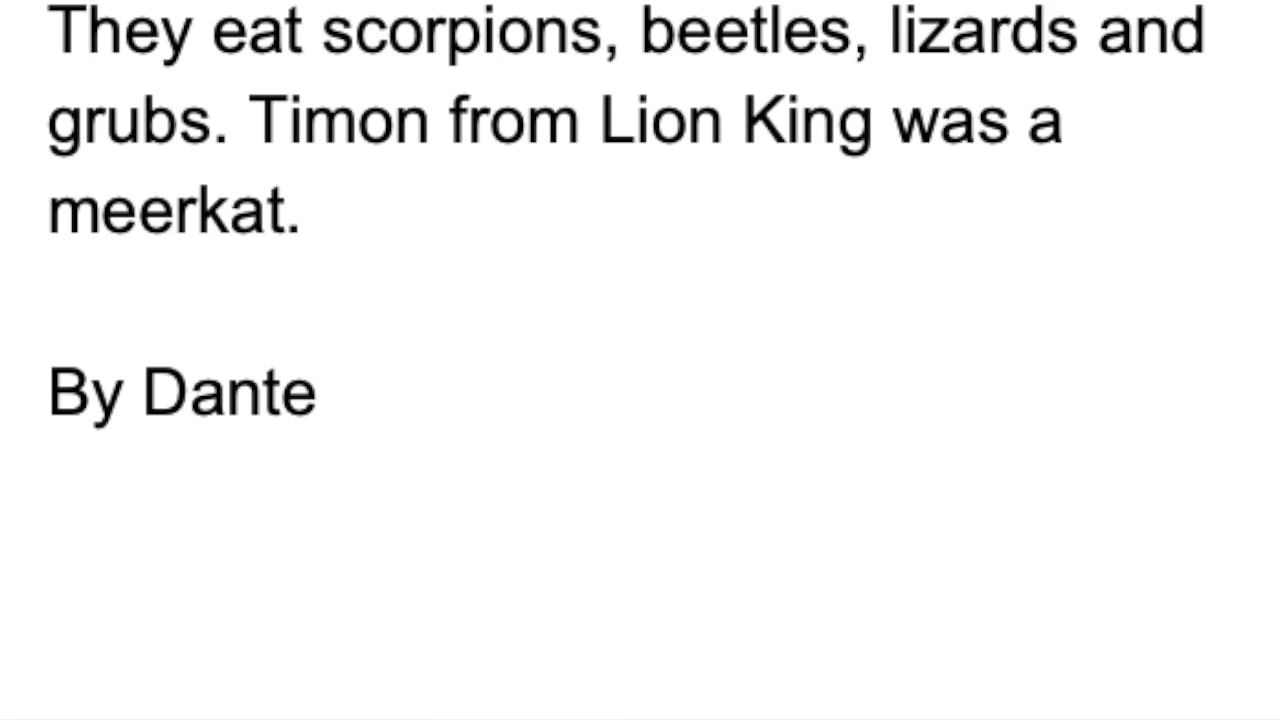 They eat scorpions, beetles, lizards and
grubs. Timon from Lion King was a
meerkat.
By Dante